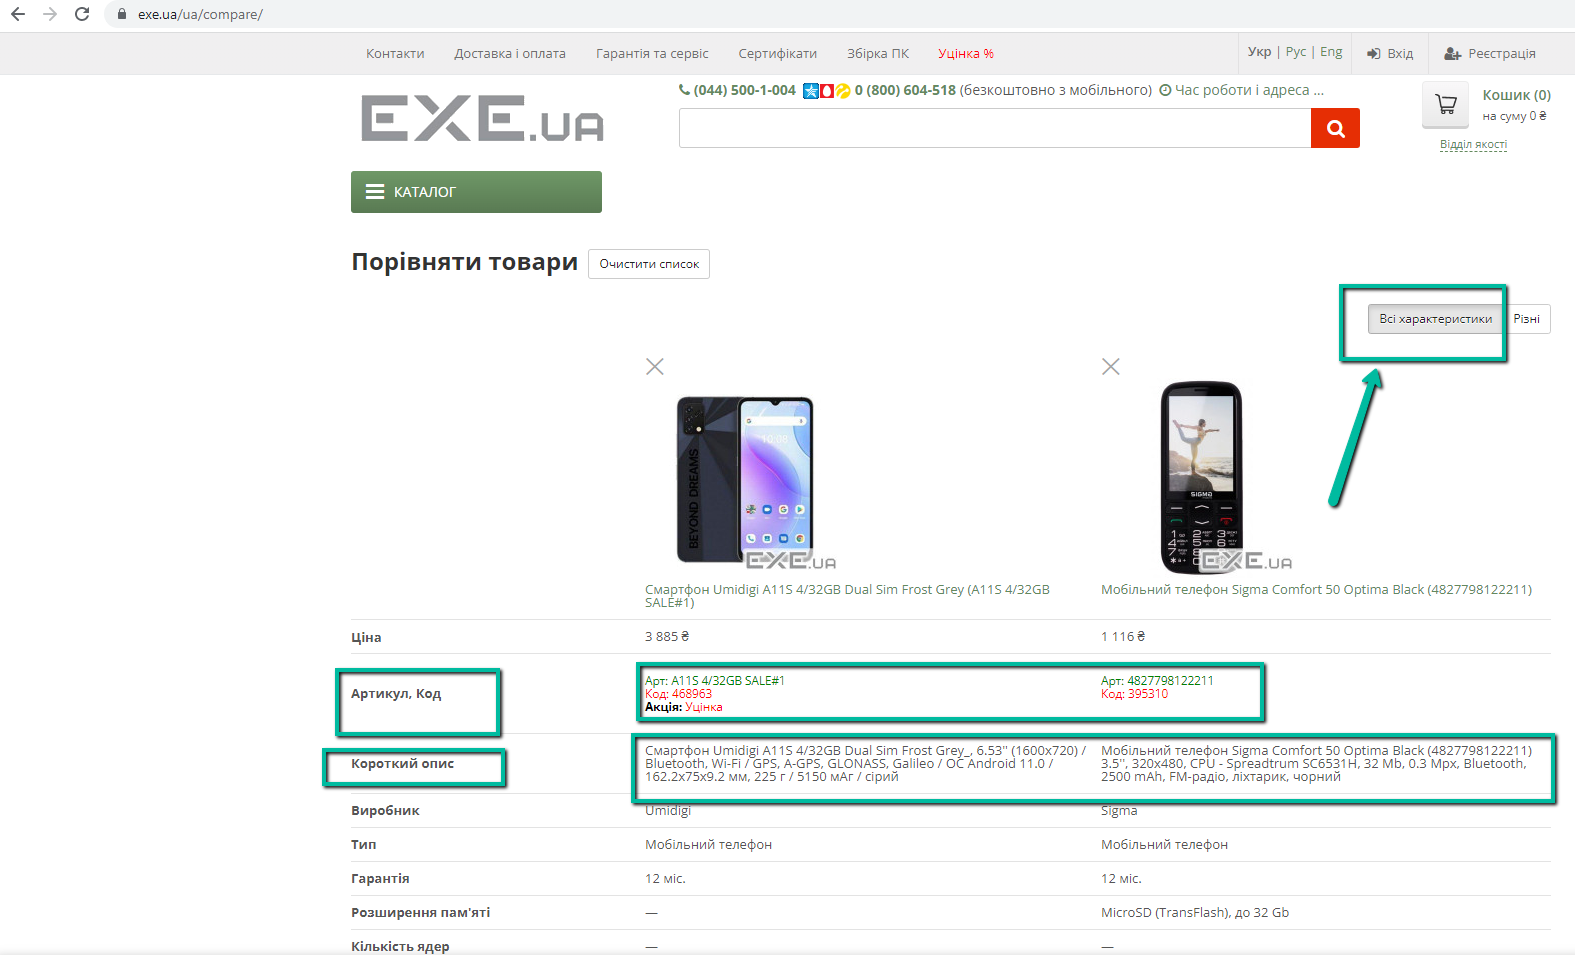 exe.ua/ua/compare/
Контакти Доставка і оплата Гарантія та сервіс Сертифікати Збірка ПК Уцінка % Укр | Рус | Eng Вхід Реєстрація
(044) 500-1-004 0 (800) 604-518 (безкоштовно з мобільного) Час роботи і адреса ...
EXE.UA
Кошик (0)
на суму 0 ₴
Відділ якості
КАТАЛОГ
Порівняти товари Очистити список
Всі характеристики Різні
BEYOND DREAMS
10:08
SIGMA
EXE.UA
EXE.UA
Смартфон Umidigi A11S 4/32GB Dual Sim Frost Grey (A11S 4/32GB
SALE#1)
Мобільний телефон Sigma Comfort 50 Optima Black (4827798122211)
Ціна 3 885 ₴ 1 116 ₴
Артикул, Код
Арт: A11S 4/32GB SALE#1
Код: 468963
Акція: Уцінка
Арт: 4827798122211
Код: 395310
Короткий опис
Смартфон Umidigi A11S 4/32GB Dual Sim Frost Grey_, 6.53" (1600x720) /
Bluetooth, Wi-Fi / GPS, A-GPS, GLONASS, Galileo / ОС Android 11.0 /
162.2x75x9.2 мм, 225 г / 5150 мАг / сірий
Мобільний телефон Sigma Comfort 50 Optima Black (4827798122211)
3.5", 320x480, CPU - Spreadtrum SC6531H, 32 Mb, 0.3 Mpx, Bluetooth,
2500 mAh, FM-радіо, ліхтарик, чорний
Виробник Umidigi Sigma
Тип Мобільний телефон Мобільний телефон
Гарантія 12 міс. 12 міс.
Розширення пам'яті — MicroSD (TransFlash), до 32 Gb
Кількість ядер — —